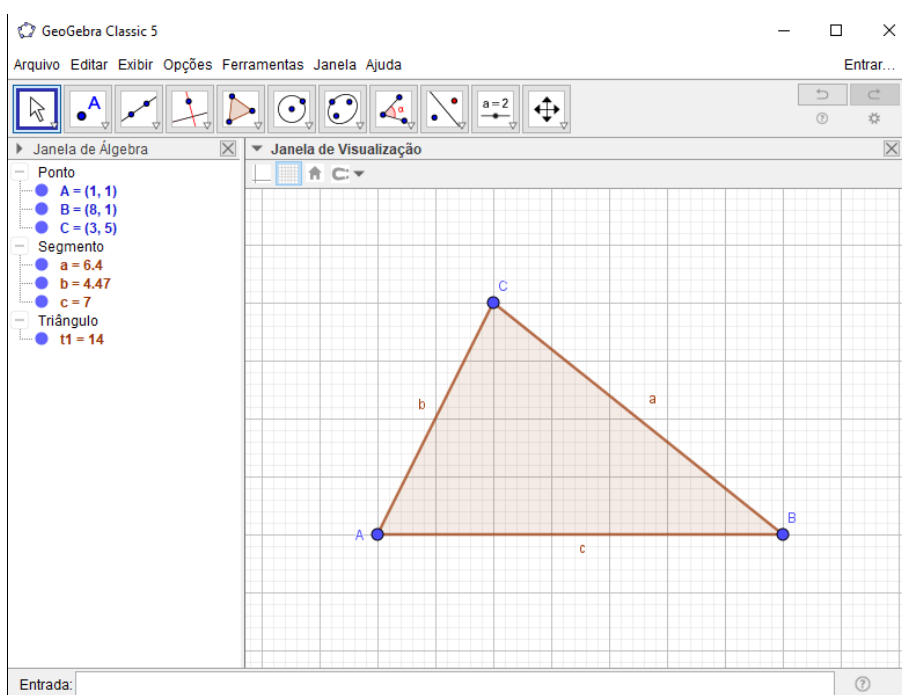 GeoGebra Classic 5
Arquivo Editar Exibir Opções Ferramentas Janela Ajuda Entrar...
A α a = 2
Janela de Álgebra
Janela de Visualização
Ponto
A = (1, 1)
B = (8, 1)
C = (3, 5)
Segmento
a = 6.4
b = 4.47
c = 7
Triângulo
t1 = 14
C
b
a
A
B
c
Entrada: